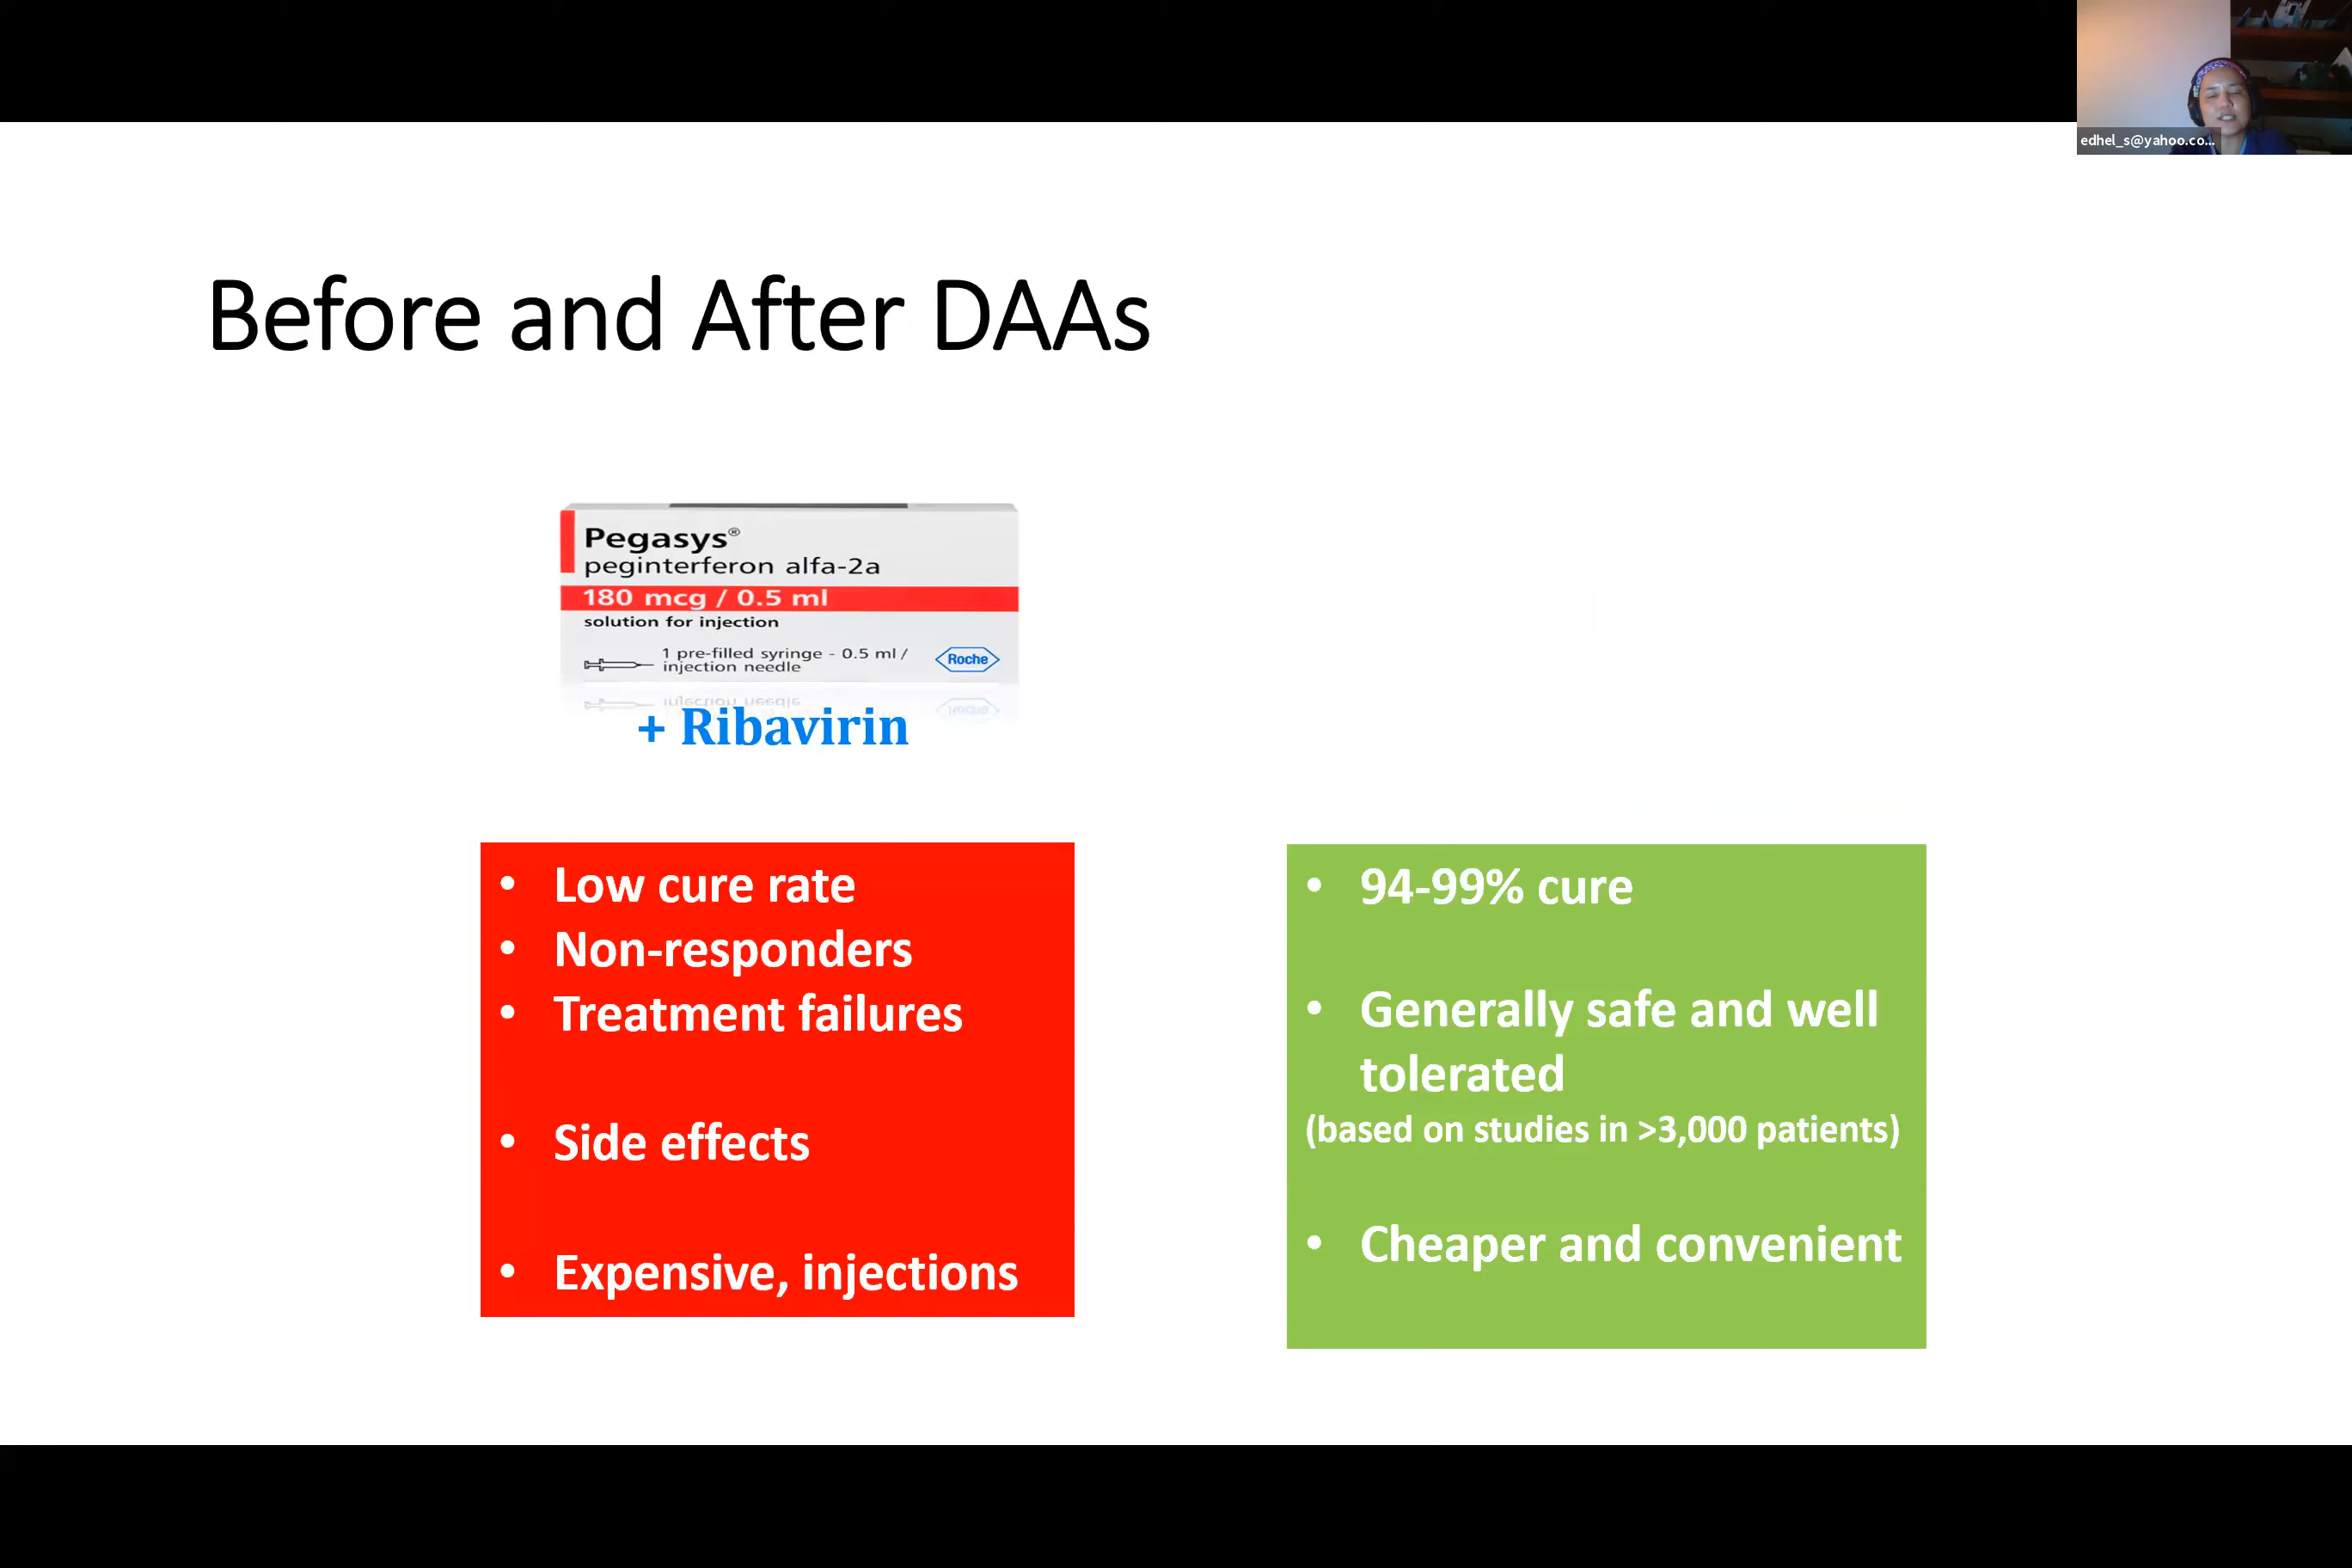 edhel_s@yahoo.co...
Before and After DAAs
Pegasys®
peginterferon alfa-2a
180 mcg / 0.5 ml
solution for injection
1 pre-filled syringe - 0.5 ml /
injection needle
Roche
+ Ribavirin
• Low cure rate
• Non-responders
• Treatment failures
• Side effects
• Expensive, injections
• 94-99% cure
• Generally safe and well
tolerated
(based on studies in >3,000 patients)
• Cheaper and convenient